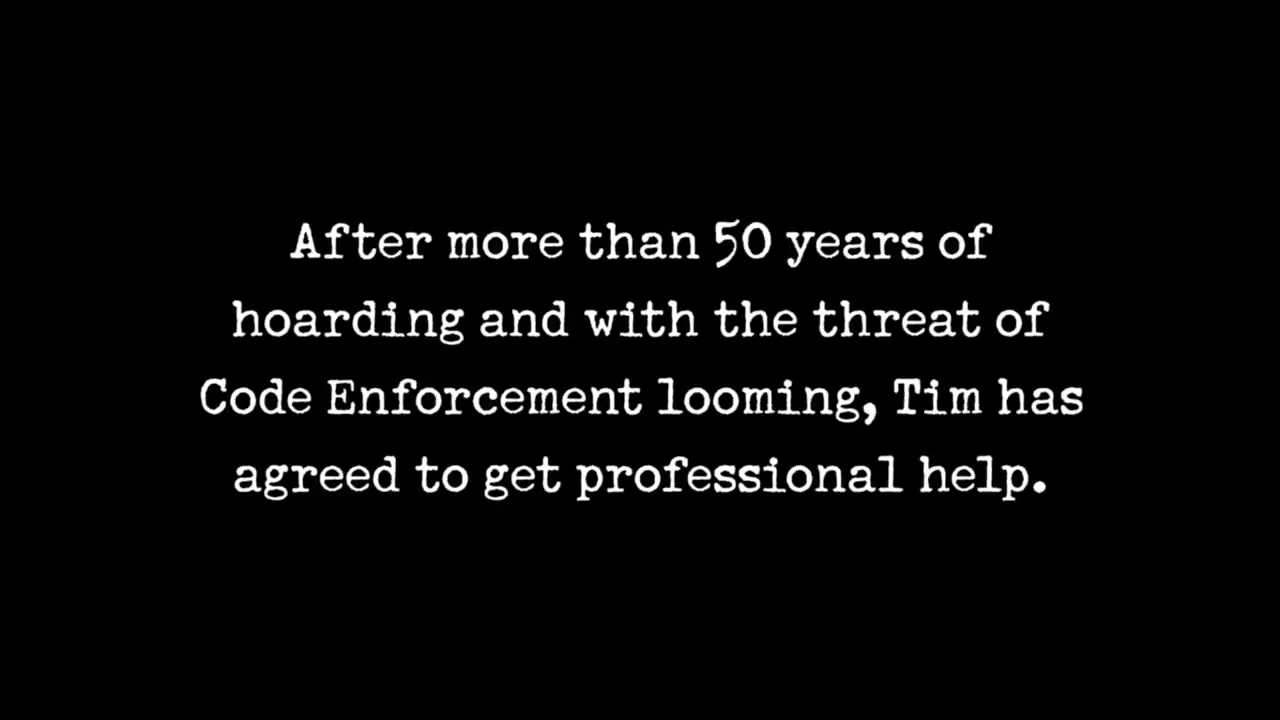 After more than 50 years of
hoarding and with the threat of
Code Enforcement looming, Tim has
agreed to get professional help.